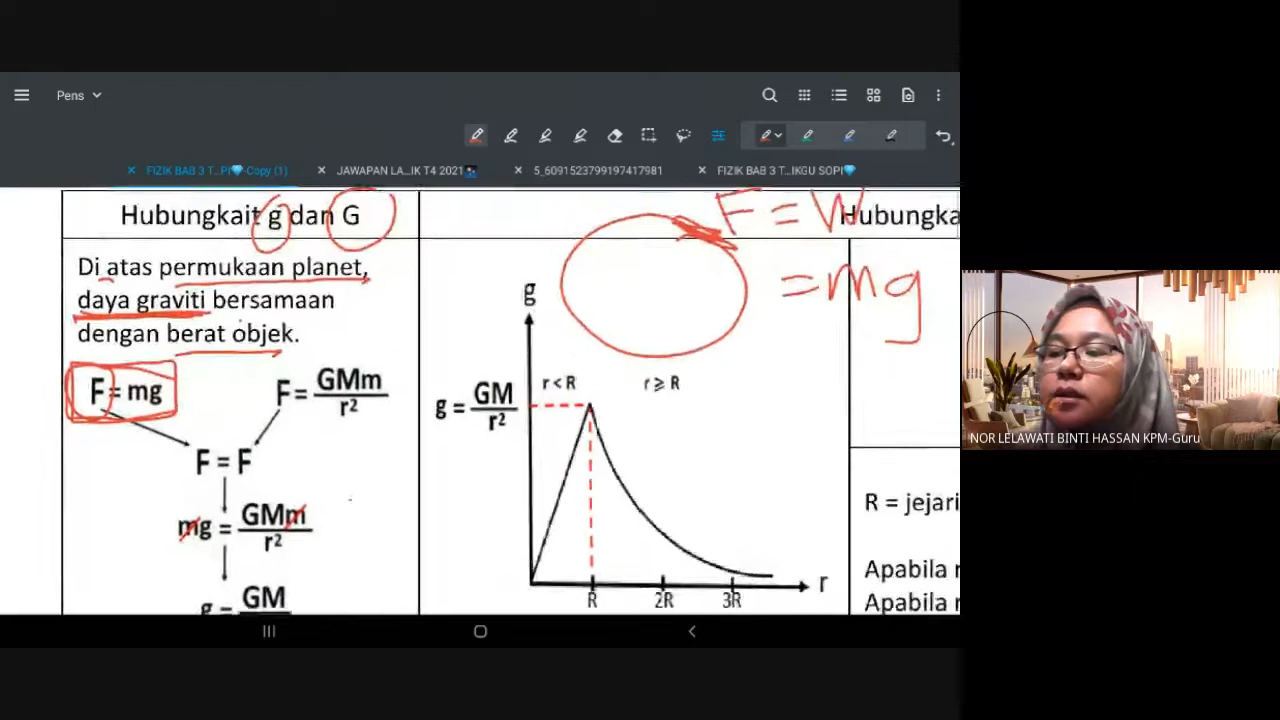 Pens
FIZIK BAB 3 T...PI💎 Copy (1)
JAWAPAN LA...IK T4 2021
5_6091523799197417981
FIZIK BAB 3 T...IKGU SOPI💎
Hubungkait g dan G
Hubungka
F = W
= mg
Di atas permukaan planet,
daya graviti bersamaan
dengan berat objek.
F = mg
F = GMm / r²
F = F
mg = GMm / r²
g = GM
g
r < R
r ⩾ R
g = GM / r²
R
2R
3R
r
R = jejari
Apabila r
Apabila r
NOR LELAWATI BINTI HASSAN KPM-Guru